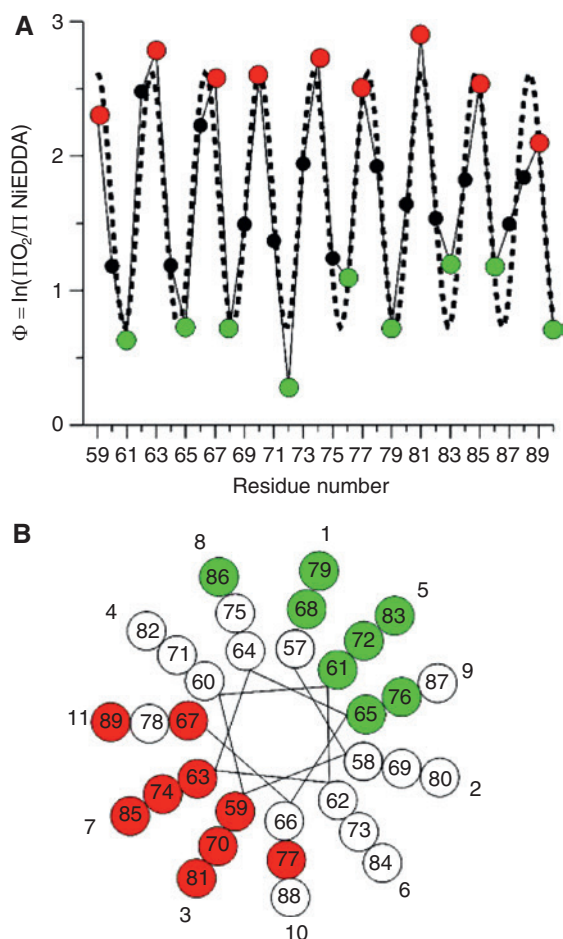 A
Φ = ln(ΠO₂/Π NiEDDA)
3
2
1
0
59 61 63 65 67 69 71 73 75 77 79 81 83 85 87 89
Residue number
B
8 1
86 79
4 75 68 83 5
82 64 57 72
71 61 76 87 9
60 65
11 89 78 67
58 69 80 2
63 62
74 59 66 73
85 70 77 84
7 81 88 6
3 10